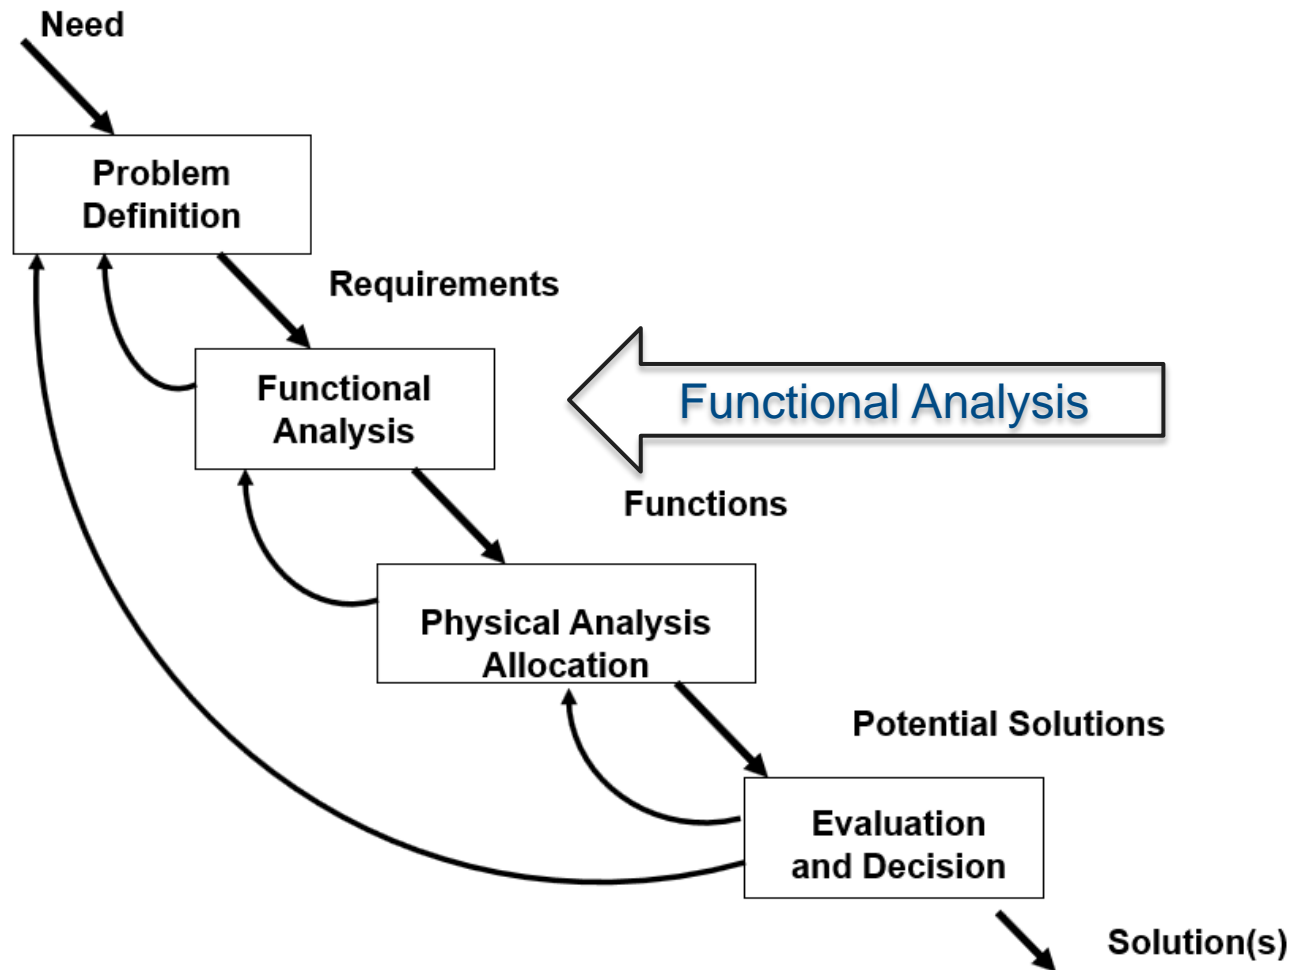 Need
Problem
Definition
Requirements
Functional
Analysis
Functional Analysis
Functions
Physical Analysis
Allocation
Potential Solutions
Evaluation
and Decision
Solution(s)